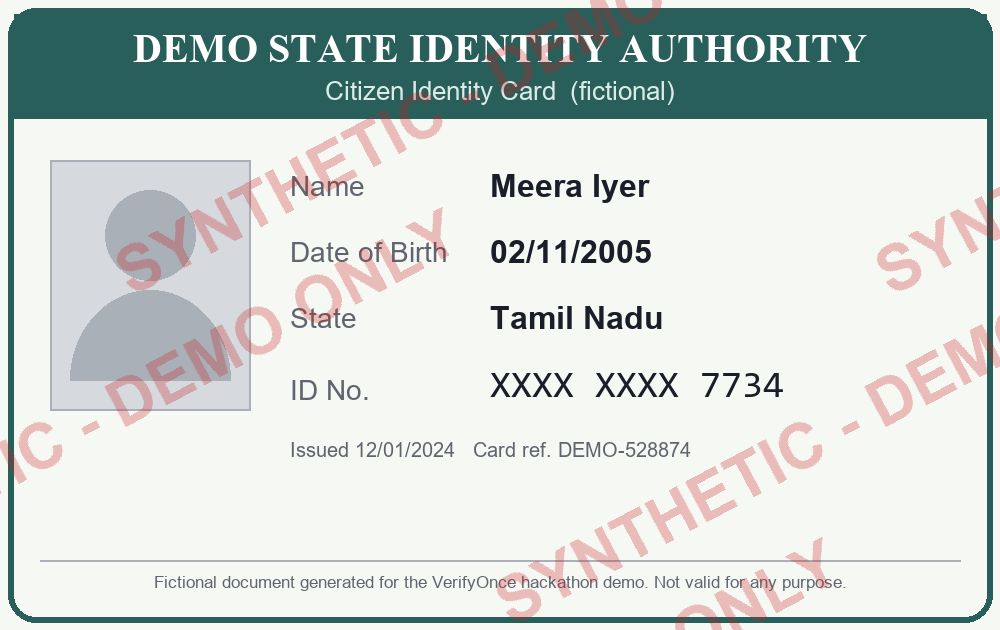 DEMO STATE IDENTITY AUTHORITY
Citizen Identity Card (fictional)
Name Meera Iyer
Date of Birth 02/11/2005
State Tamil Nadu
ID No. XXXX XXXX 7734
Issued 12/01/2024 Card ref. DEMO-528874
Fictional document generated for the VerifyOnce hackathon demo. Not valid for any purpose.
SYNTHETIC - DEMO ONLY
SYNTHETIC - DEMO ONLY